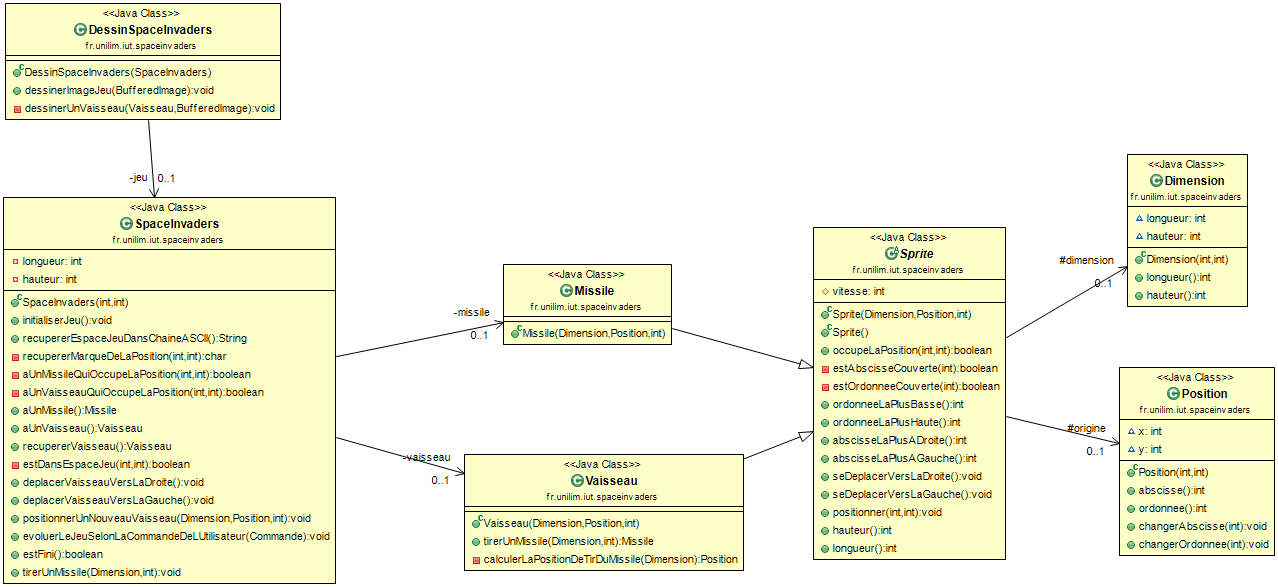 <<Java Class>>
DessinSpaceInvaders
fr.unilim.iut.spaceinvaders
DessinSpaceInvaders(SpaceInvaders)
dessinerImageJeu(BufferedImage):void
dessinerUnVaisseau(Vaisseau,BufferedImage):void
-jeu
0..1
<<Java Class>>
SpaceInvaders
fr.unilim.iut.spaceinvaders
longueur: int
hauteur: int
SpaceInvaders(int,int)
initialiserJeu():void
recupererEspaceJeuDansChaineASCII():String
recupererMarqueDeLaPosition(int,int):char
aUnMissileQuiOccupeLaPosition(int,int):boolean
aUnVaisseauQuiOccupeLaPosition(int,int):boolean
aUnMissile():Missile
aUnVaisseau():Vaisseau
recupererVaisseau():Vaisseau
estDansEspaceJeu(int,int):boolean
deplacerVaisseauVersLaDroite():void
deplacerVaisseauVersLaGauche():void
positionnerUnNouveauVaisseau(Dimension,Position,int):void
evoluerLeJeuSelonLaCommandeDeLUtilisateur(Commande):void
estFini():boolean
tirerUnMissile(Dimension,int):void
-missile
0..1
-vaisseau
0..1
<<Java Class>>
Missile
fr.unilim.iut.spaceinvaders
Missile(Dimension,Position,int)
<<Java Class>>
Vaisseau
fr.unilim.iut.spaceinvaders
Vaisseau(Dimension,Position,int)
tirerUnMissile(Dimension,int):Missile
calculerLaPositionDeTirDuMissile(Dimension):Position
<<Java Class>>
Sprite
fr.unilim.iut.spaceinvaders
vitesse: int
Sprite(Dimension,Position,int)
Sprite()
occupeLaPosition(int,int):boolean
estAbscisseCouverte(int):boolean
estOrdonneeCouverte(int):boolean
ordonneeLaPlusBasse():int
ordonneeLaPlusHaute():int
abscisseLaPlusADroite():int
abscisseLaPlusAGauche():int
seDeplacerVersLaDroite():void
seDeplacerVersLaGauche():void
positionner(int,int):void
hauteur():int
longueur():int
#dimension
0..1
#origine
0..1
<<Java Class>>
Dimension
fr.unilim.iut.spaceinvaders
longueur: int
hauteur: int
Dimension(int,int)
longueur():int
hauteur():int
<<Java Class>>
Position
fr.unilim.iut.spaceinvaders
x: int
y: int
Position(int,int)
abscisse():int
ordonnee():int
changerAbscisse(int):void
changerOrdonnee(int):void